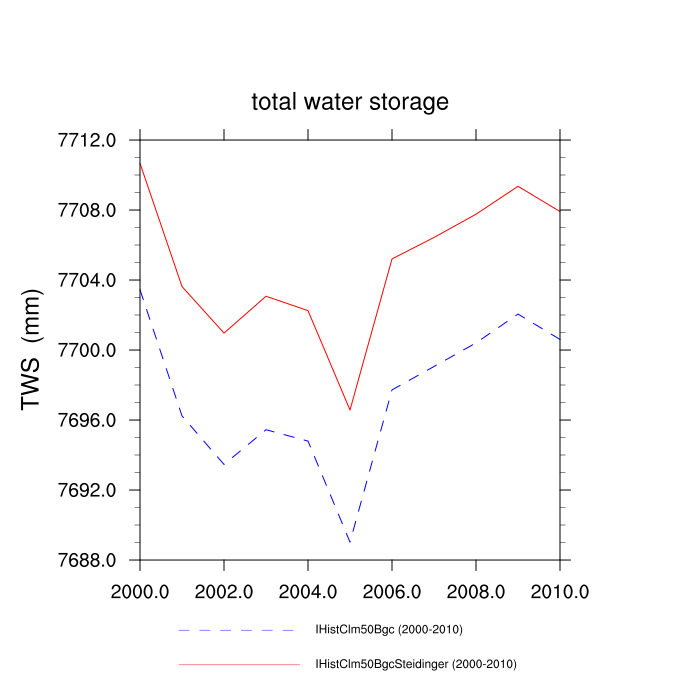 total water storage
TWS (mm)
7712.0
7708.0
7704.0
7700.0
7696.0
7692.0
7688.0
2000.0 2002.0 2004.0 2006.0 2008.0 2010.0
IHistClm50Bgc (2000-2010)
IHistClm50BgcSteidinger (2000-2010)